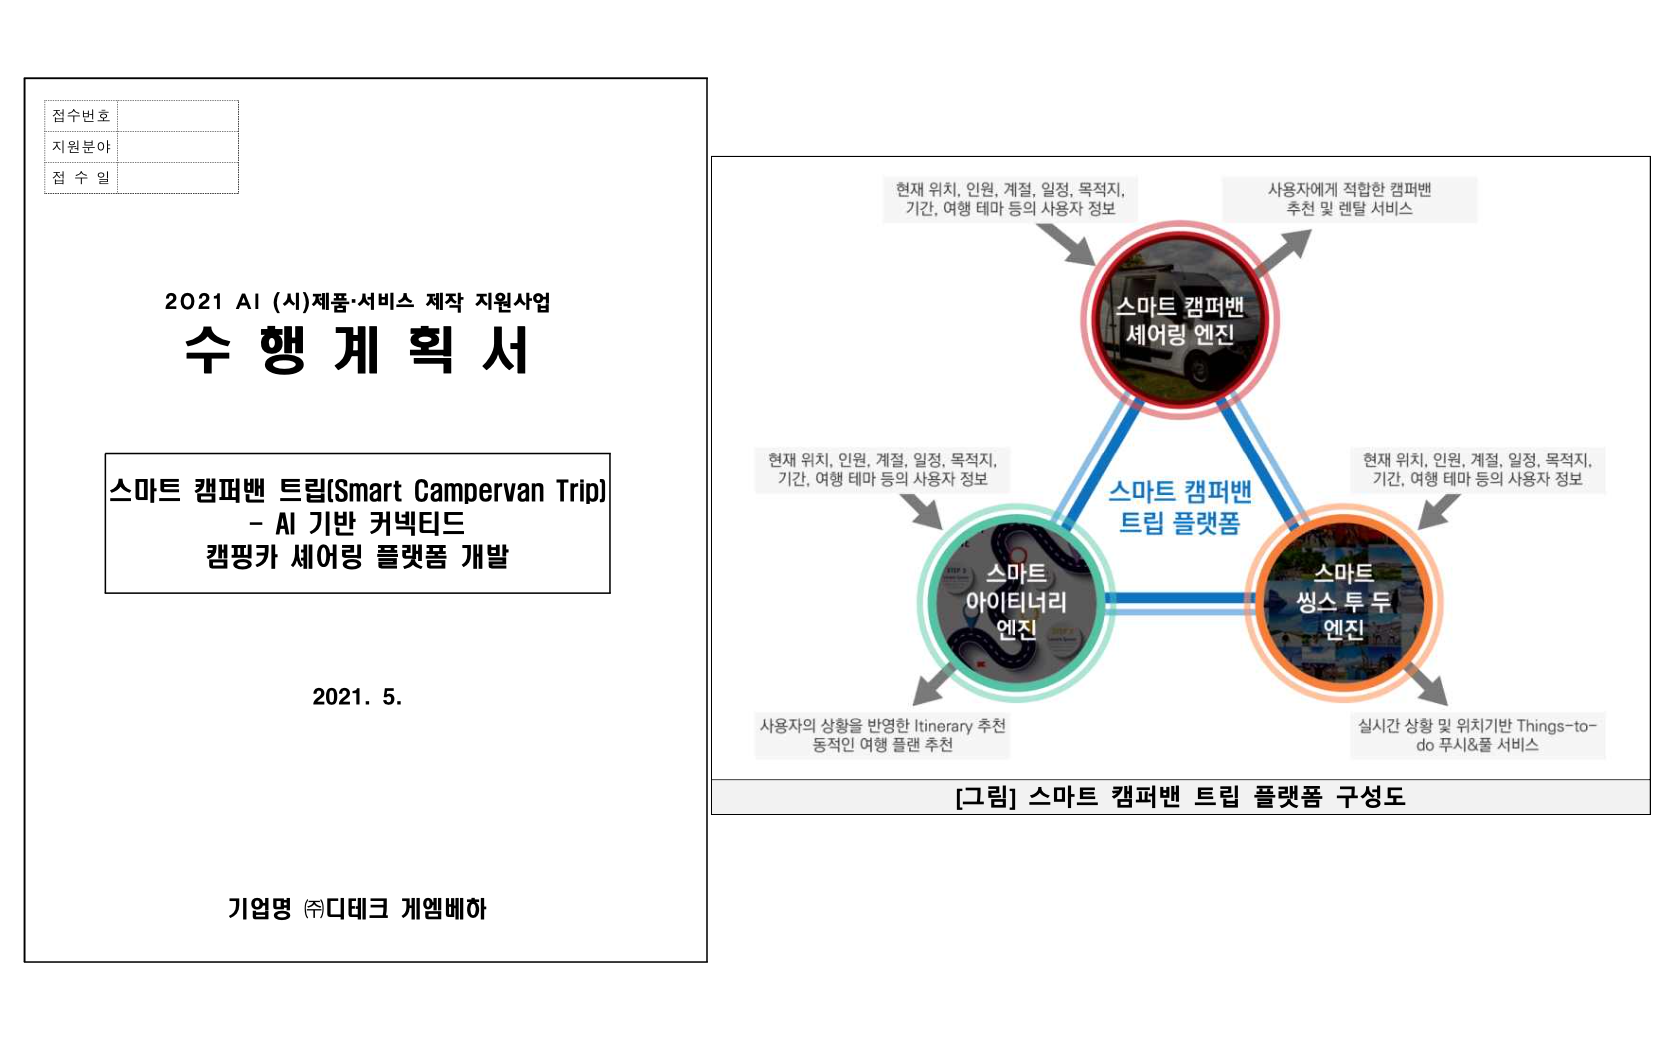 접수번호
지원분야
접 수 일
2021 AI (시)제품·서비스 제작 지원사업
수 행 계 획 서
스마트 캠퍼밴 트립(Smart Campervan Trip)
- AI 기반 커넥티드
캠핑카 셰어링 플랫폼 개발
2021. 5.
기업명 ㈜디테크 게엠베하
현재 위치, 인원, 계절, 일정, 목적지,
기간, 여행 테마 등의 사용자 정보
사용자에게 적합한 캠퍼밴
추천 및 렌탈 서비스
스마트 캠퍼밴
셰어링 엔진
현재 위치, 인원, 계절, 일정, 목적지,
기간, 여행 테마 등의 사용자 정보
현재 위치, 인원, 계절, 일정, 목적지,
기간, 여행 테마 등의 사용자 정보
스마트 캠퍼밴
트립 플랫폼
스마트
아이티너리
엔진
스마트
씽스 투 두
엔진
사용자의 상황을 반영한 Itinerary 추천
동적인 여행 플랜 추천
실시간 상황 및 위치기반 Things-to-
do 푸시&풀 서비스
[그림] 스마트 캠퍼밴 트립 플랫폼 구성도